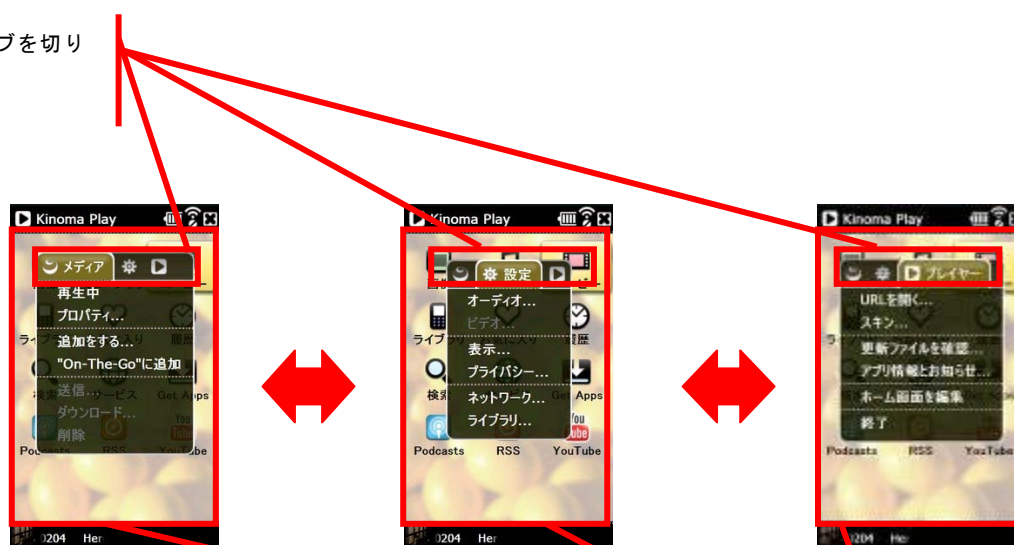 ブを切り
Kinoma Play
メディア
再生中
プロパティ...
追加をする...
"On-The-Go"に追加
送信...
ダウンロード...
削除
Podcasts RSS YouTube
0204 Her
Kinoma Play
設定
オーディオ...
ビデオ...
表示...
プライバシー...
ネットワーク...
ライブラリ...
履歴
検索
Get Apps
Podcasts RSS YouTube
0204 Her
Kinoma Play
プレイヤー
URLを開く...
スキン...
更新ファイルを確認...
アプリ情報とお知らせ...
ホーム画面を編集
終了
Podcasts RSS YouTube
0204 Her